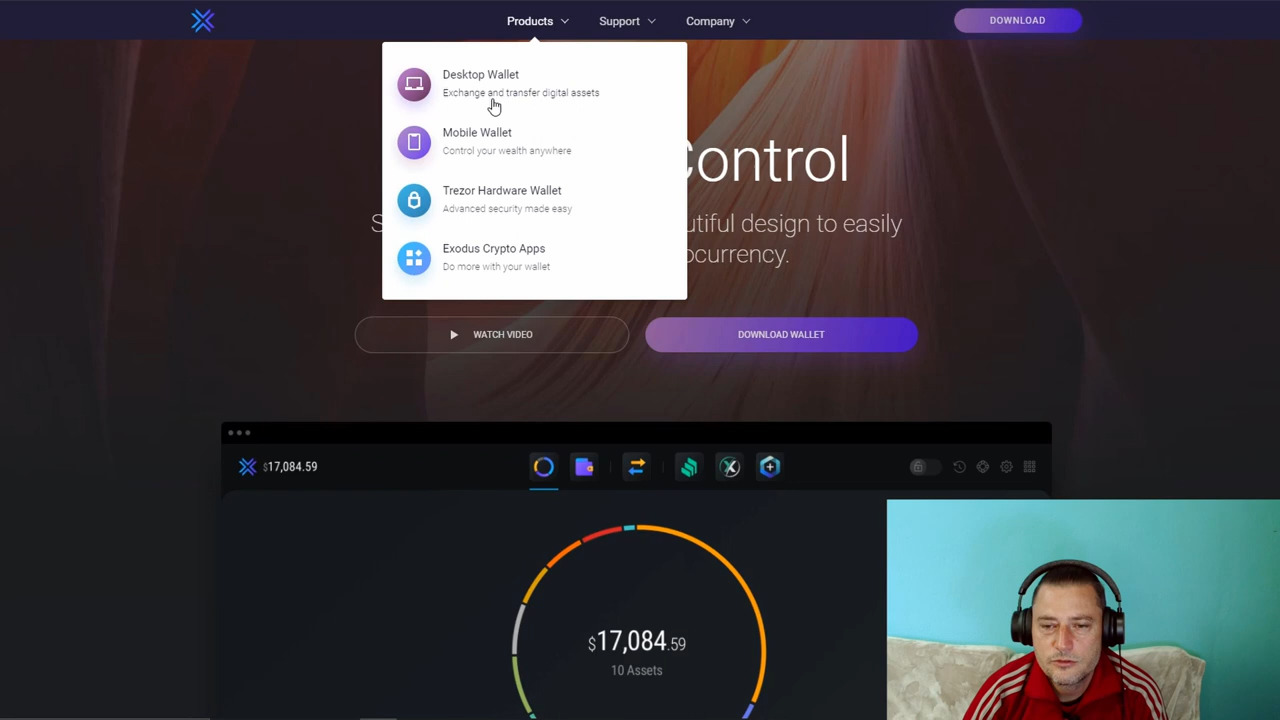 Products
Support
Company
DOWNLOAD
Desktop Wallet
Exchange and transfer digital assets
Mobile Wallet
Control your wealth anywhere
Trezor Hardware Wallet
Advanced security made easy
Exodus Crypto Apps
Do more with your wallet
Control
S
utiful design to easily
ocurrency.
WATCH VIDEO
DOWNLOAD WALLET
$17,084.59
$17,084.59
10 Assets